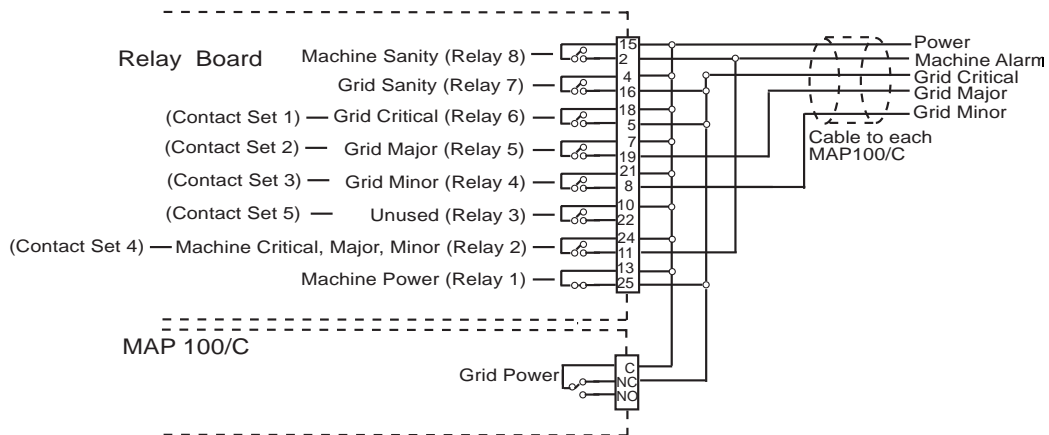 Relay Board
Machine Sanity (Relay 8)
15
2
Power
Machine Alarm
Grid Sanity (Relay 7)
4
16
Grid Critical
Grid Major
(Contact Set 1)
Grid Critical (Relay 6)
18
5
Grid Minor
Cable to each
MAP100/C
(Contact Set 2)
Grid Major (Relay 5)
7
19
(Contact Set 3)
Grid Minor (Relay 4)
21
8
(Contact Set 5)
Unused (Relay 3)
10
22
(Contact Set 4)
Machine Critical, Major, Minor (Relay 2)
24
11
Machine Power (Relay 1)
13
25
MAP 100/C
Grid Power
C
NC
NO